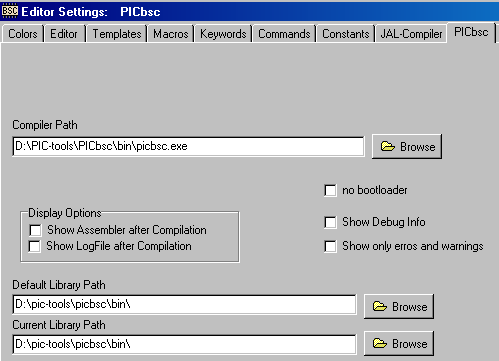 BSC Editor Settings: PICbsc
Colors Editor Templates Macros Keywords Commands Constants JAL-Compiler PICbsc
Compiler Path
D:\PIC-tools\PICbsc\bin\picbsc.exe Browse
no bootloader
Display Options
Show Assembler after Compilation
Show LogFile after Compilation
Show Debug Info
Show only erros and warnings
Default Library Path
D:\pic-tools\picbsc\bin\ Browse
Current Library Path
D:\pic-tools\picbsc\bin\ Browse